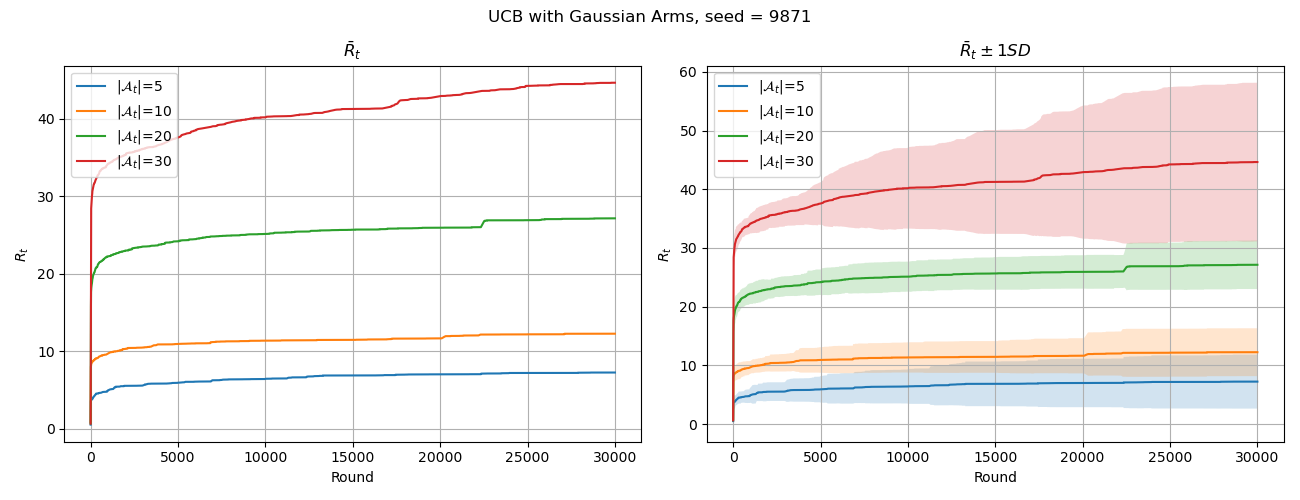 UCB with Gaussian Arms, seed = 9871
R̄ₜ
R̄ₜ ± 1SD
|𝒜ₜ|=5
|𝒜ₜ|=10
|𝒜ₜ|=20
|𝒜ₜ|=30
Rₜ
40
30
20
10
0
0 5000 10000 15000 20000 25000 30000
Round
|𝒜ₜ|=5
|𝒜ₜ|=10
|𝒜ₜ|=20
|𝒜ₜ|=30
Rₜ
60
50
40
30
20
10
0
0 5000 10000 15000 20000 25000 30000
Round